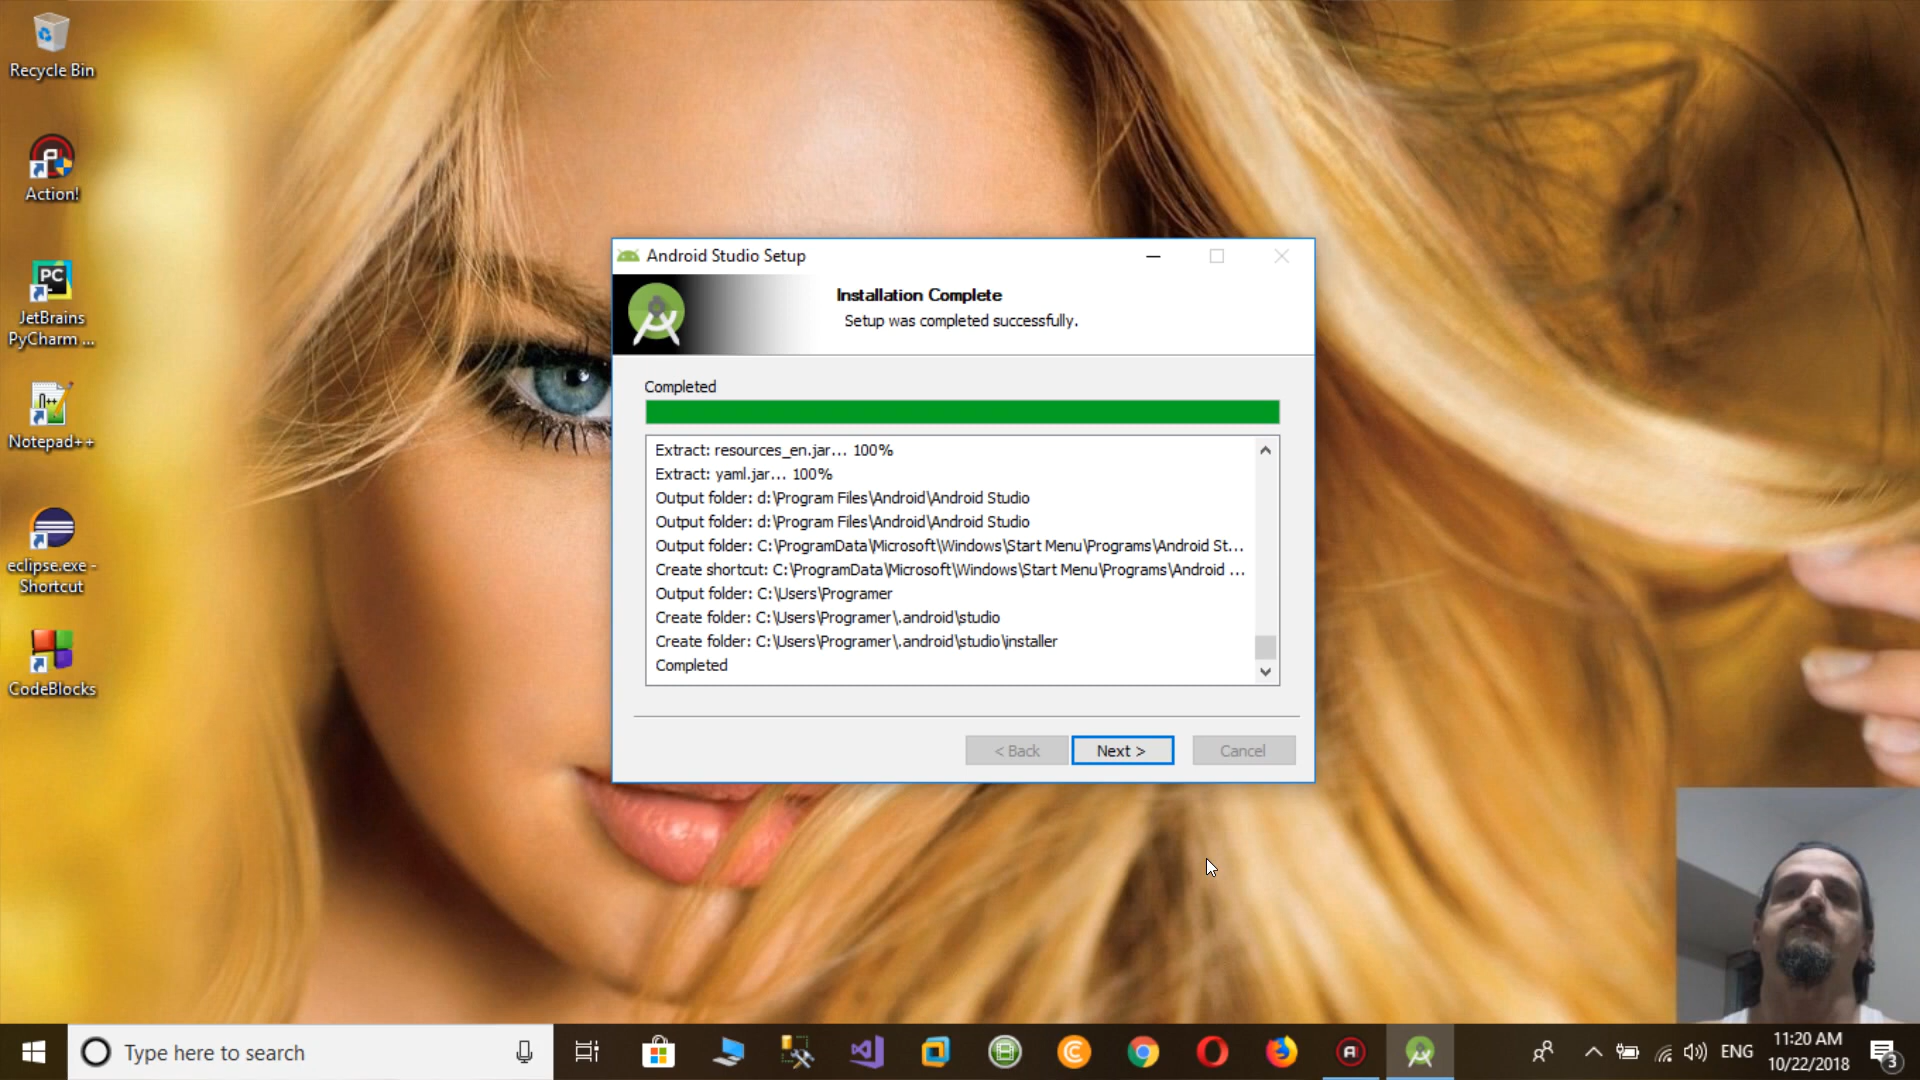 Recycle Bin
Action!
PC
JetBrains
PyCharm ...
Notepad++
eclipse.exe -
Shortcut
CodeBlocks
Android Studio Setup
Installation Complete
Setup was completed successfully.
Completed
Extract: resources_en.jar... 100%
Extract: yaml.jar... 100%
Output folder: d:\Program Files\Android\Android Studio
Output folder: d:\Program Files\Android\Android Studio
Output folder: C:\ProgramData\Microsoft\Windows\Start Menu\Programs\Android St...
Create shortcut: C:\ProgramData\Microsoft\Windows\Start Menu\Programs\Android ...
Output folder: C:\Users\Programer
Create folder: C:\Users\Programer\.android\studio
Create folder: C:\Users\Programer\.android\studio\installer
Completed
< Back
Next >
Cancel
Type here to search
ENG
11:20 AM
10/22/2018
3